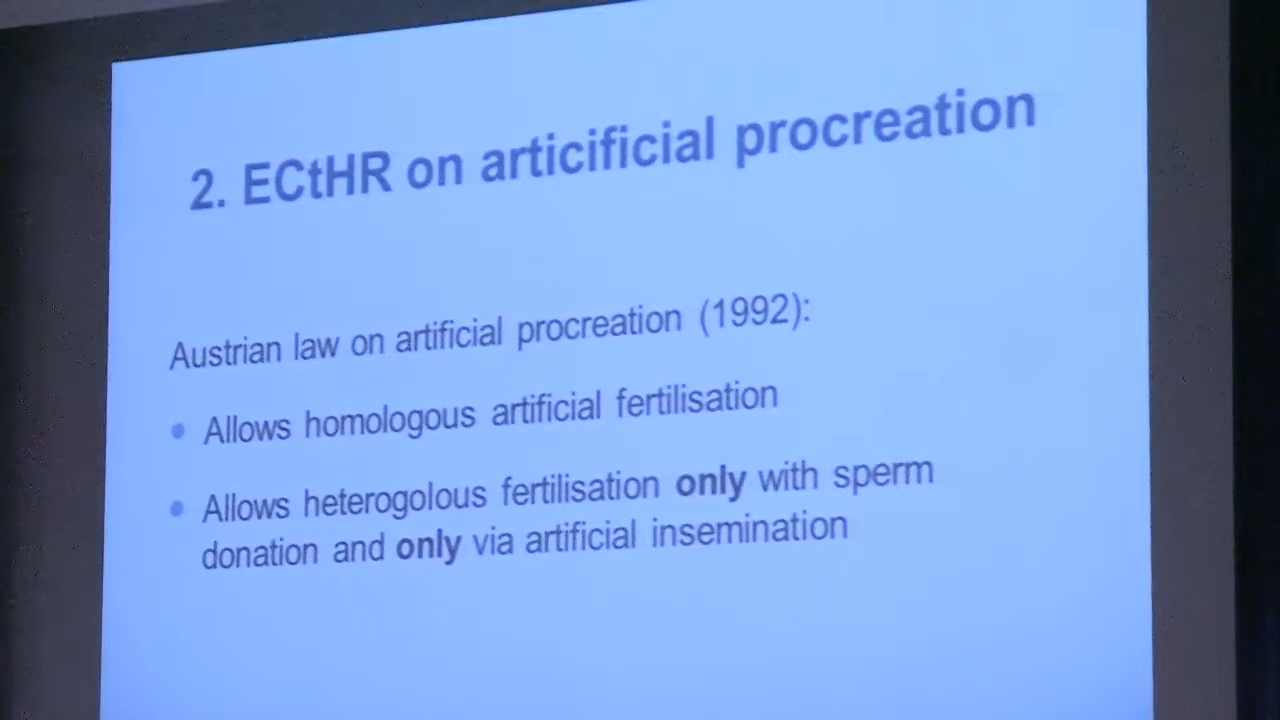 2. ECtHR on articificial procreation
Austrian law on artificial procreation (1992):
• Allows homologous artificial fertilisation
• Allows heterogolous fertilisation only with sperm
donation and only via artificial insemination